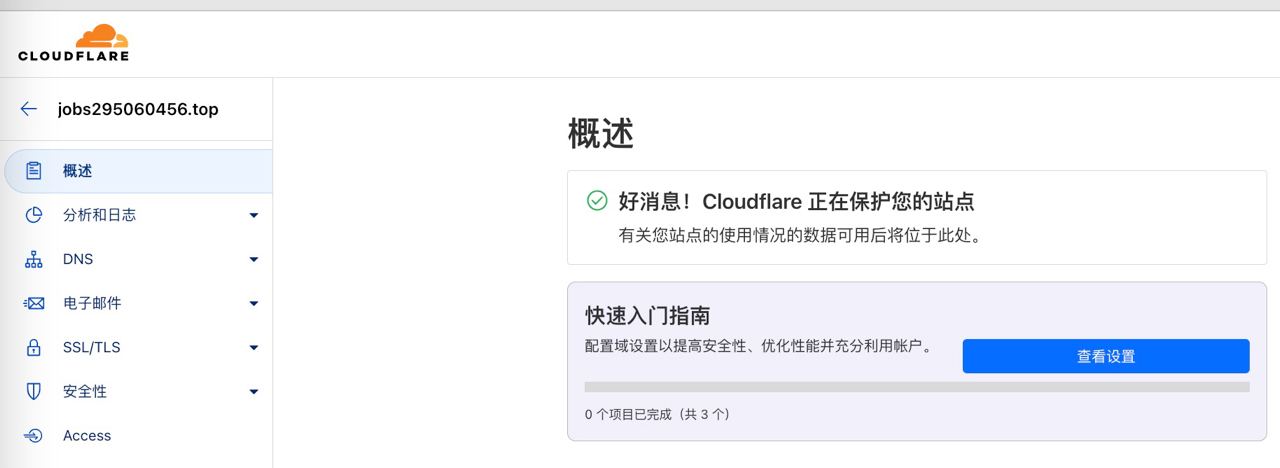 CLOUDFLARE
jobs295060456.top
概述
分析和日志
DNS
电子邮件
SSL/TLS
安全性
Access
概述
好消息！Cloudflare 正在保护您的站点
有关您站点的使用情况的数据可用后将位于此处。
快速入门指南
配置域设置以提高安全性、优化性能并充分利用帐户。
查看设置
0 个项目已完成（共 3 个）